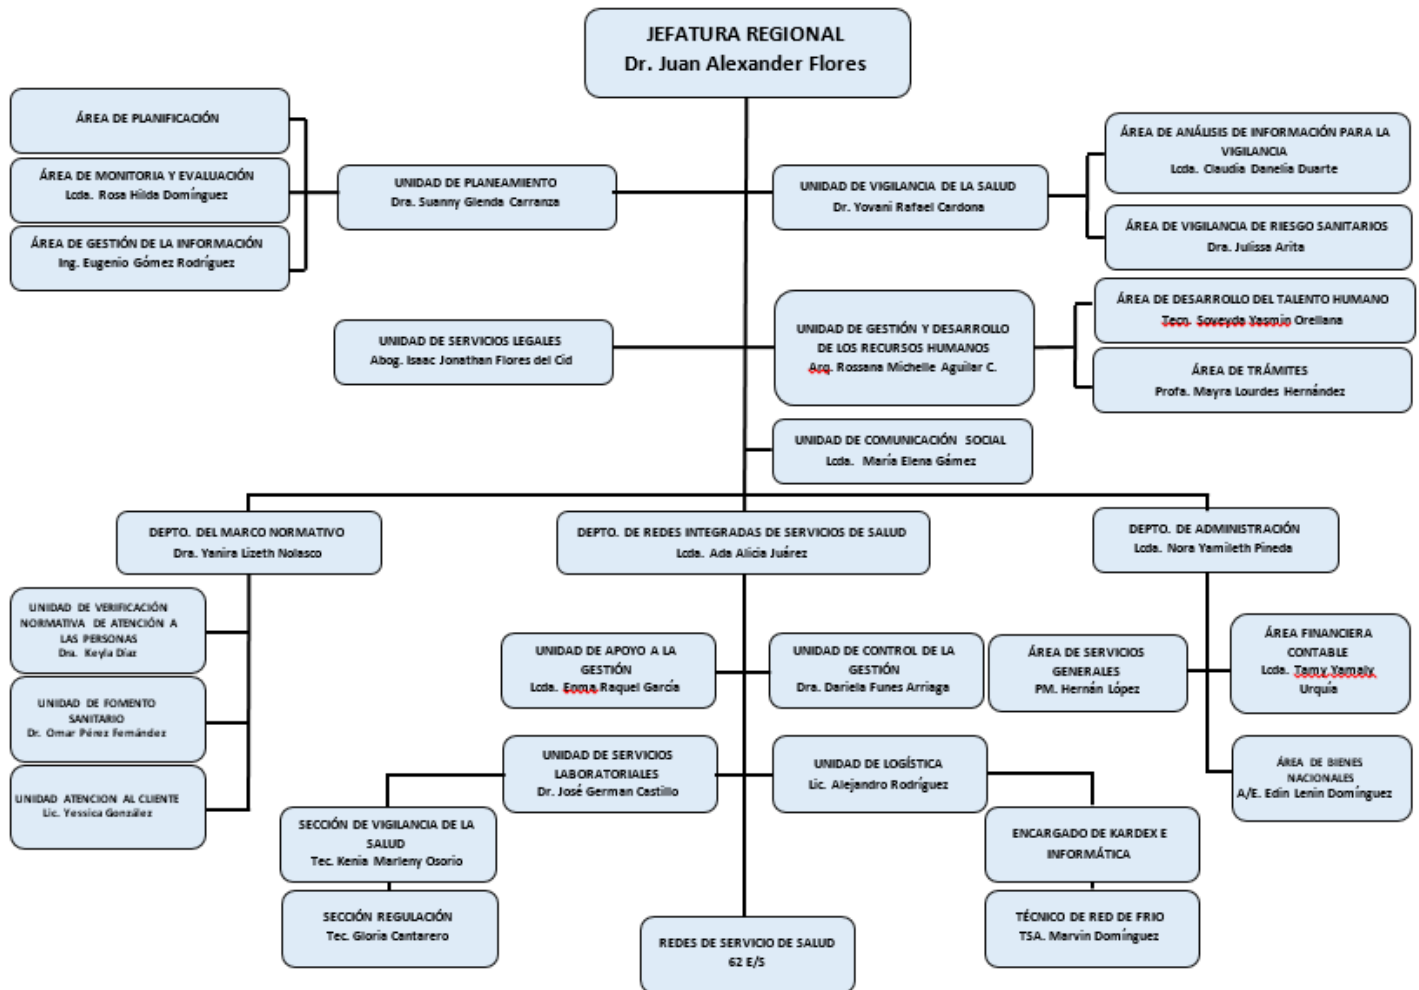 JEFATURA REGIONAL
Dr. Juan Alexander Flores
ÁREA DE PLANIFICACIÓN
ÁREA DE MONITORIA Y EVALUACIÓN
Lcda. Rosa Hilda Domínguez
ÁREA DE GESTIÓN DE LA INFORMACIÓN
Ing. Eugenio Gómez Rodríguez
UNIDAD DE PLANEAMIENTO
Dra. Suanny Glenda Carranza
UNIDAD DE VIGILANCIA DE LA SALUD
Dr. Yovani Rafael Cardona
ÁREA DE ANÁLISIS DE INFORMACIÓN PARA LA
VIGILANCIA
Lcda. Claudia Danelia Duarte
ÁREA DE VIGILANCIA DE RIESGO SANITARIOS
Dra. Julissa Arita
UNIDAD DE SERVICIOS LEGALES
Abog. Isaac Jonathan Flores del Cid
UNIDAD DE GESTIÓN Y DESARROLLO
DE LOS RECURSOS HUMANOS
Arq. Rossana Michelle Aguilar C.
ÁREA DE DESARROLLO DEL TALENTO HUMANO
Tecn. Soveyda Yasmin Orellana
ÁREA DE TRÁMITES
Profa. Mayra Lourdes Hernández
UNIDAD DE COMUNICACIÓN SOCIAL
Lcda. María Elena Gámez
DEPTO. DEL MARCO NORMATIVO
Dra. Yanira Lizeth Nolasco
DEPTO. DE REDES INTEGRADAS DE SERVICIOS DE SALUD
Lcda. Ada Alicia Juárez
DEPTO. DE ADMINISTRACIÓN
Lcda. Nora Yamileth Pineda
UNIDAD DE VERIFICACIÓN
NORMATIVA DE ATENCIÓN A
LAS PERSONAS
Dra. Keyla Díaz
UNIDAD DE FOMENTO
SANITARIO
Dr. Omar Pérez Fernández
UNIDAD ATENCION AL CLIENTE
Lic. Yessica González
UNIDAD DE APOYO A LA
GESTIÓN
Lcda. Enma Raquel García
UNIDAD DE CONTROL DE LA
GESTIÓN
Dra. Dariela Funes Arriaga
ÁREA DE SERVICIOS
GENERALES
PM. Hernán López
ÁREA FINANCIERA
CONTABLE
Lcda. Tamy Yamaly
Urquía
UNIDAD DE SERVICIOS
LABORATORIALES
Dr. José German Castillo
UNIDAD DE LOGÍSTICA
Lic. Alejandro Rodríguez
ÁREA DE BIENES
NACIONALES
A/E. Edin Lenin Domínguez
SECCIÓN DE VIGILANCIA DE LA
SALUD
Tec. Kenia Marleny Osorio
SECCIÓN REGULACIÓN
Tec. Gloria Cantarero
ENCARGADO DE KARDEX E
INFORMÁTICA
TÉCNICO DE RED DE FRIO
TSA. Marvin Domínguez
REDES DE SERVICIO DE SALUD
62 E/S